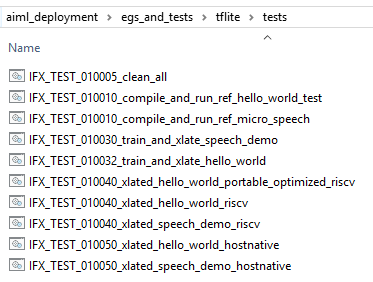 aiml_deployment > egs_and_tests > tflite > tests
Name
IFX_TEST_010005_clean_all
IFX_TEST_010010_compile_and_run_ref_hello_world_test
IFX_TEST_010010_compile_and_run_ref_micro_speech
IFX_TEST_010030_train_and_xlate_speech_demo
IFX_TEST_010032_train_and_xlate_hello_world
IFX_TEST_010040_xlated_hello_world_portable_optimized_riscv
IFX_TEST_010040_xlated_hello_world_riscv
IFX_TEST_010040_xlated_speech_demo_riscv
IFX_TEST_010050_xlated_hello_world_hostnative
IFX_TEST_010050_xlated_speech_demo_hostnative